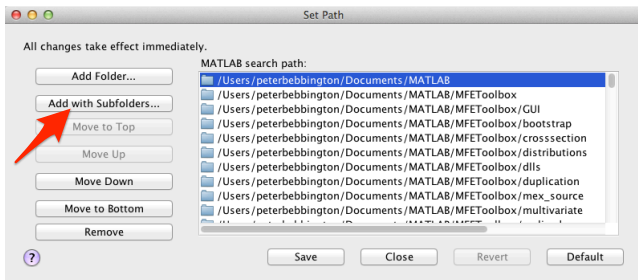 Set Path
All changes take effect immediately.
MATLAB search path:
Add Folder...
Add with Subfolders...
Move to Top
Move Up
Move Down
Move to Bottom
Remove
/Users/peterbebbington/Documents/MATLAB
/Users/peterbebbington/Documents/MATLAB/MFEToolbox
/Users/peterbebbington/Documents/MATLAB/MFEToolbox/GUI
/Users/peterbebbington/Documents/MATLAB/MFEToolbox/bootstrap
/Users/peterbebbington/Documents/MATLAB/MFEToolbox/crosssection
/Users/peterbebbington/Documents/MATLAB/MFEToolbox/distributions
/Users/peterbebbington/Documents/MATLAB/MFEToolbox/dlls
/Users/peterbebbington/Documents/MATLAB/MFEToolbox/duplication
/Users/peterbebbington/Documents/MATLAB/MFEToolbox/mex_source
/Users/peterbebbington/Documents/MATLAB/MFEToolbox/multivariate
?
Save
Close
Revert
Default